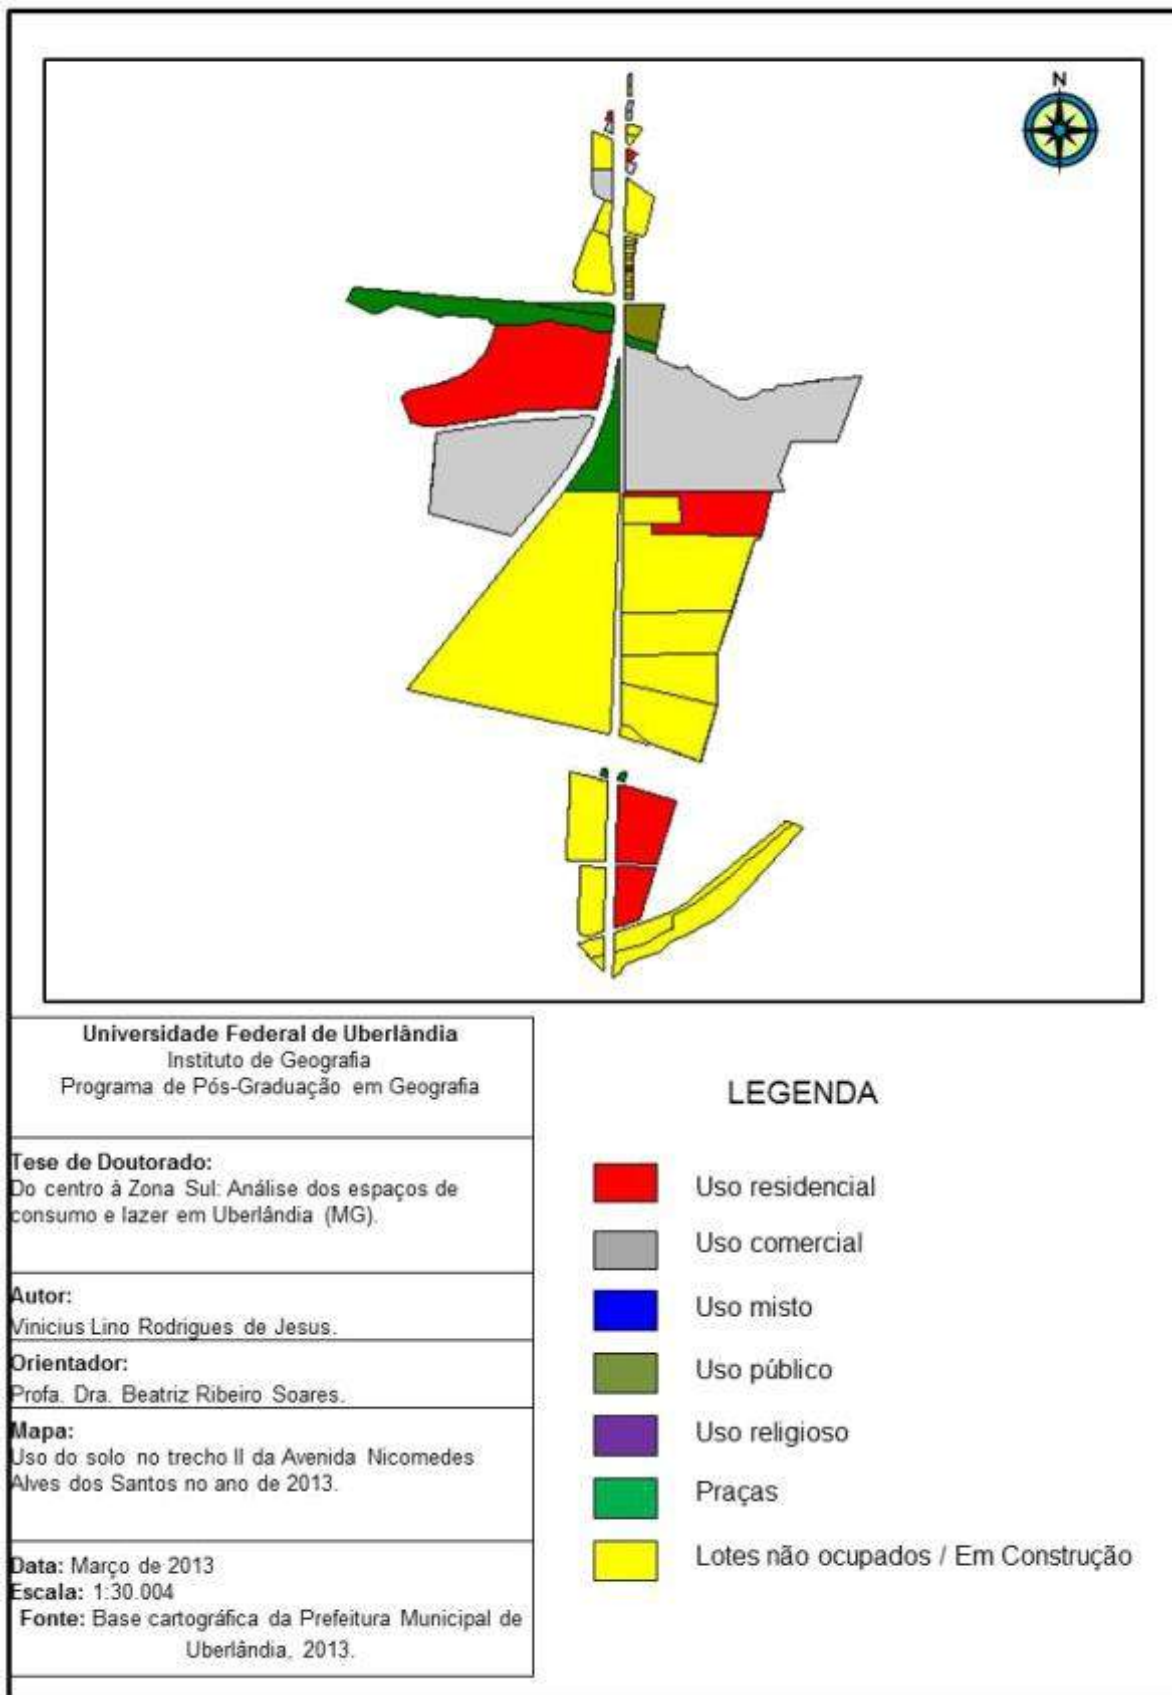 N
Universidade Federal de Uberlândia
Instituto de Geografia
Programa de Pós-Graduação em Geografia
Tese de Doutorado:
Do centro à Zona Sul: Análise dos espaços de
consumo e lazer em Uberlândia (MG).
Autor:
Vinicius Lino Rodrigues de Jesus.
Orientador:
Profa. Dra. Beatriz Ribeiro Soares.
Mapa:
Uso do solo no trecho II da Avenida Nicomedes
Alves dos Santos no ano de 2013.
Data: Março de 2013
Escala: 1:30.004
Fonte: Base cartográfica da Prefeitura Municipal de
Uberlândia, 2013.
LEGENDA
Uso residencial
Uso comercial
Uso misto
Uso público
Uso religioso
Praças
Lotes não ocupados / Em Construção